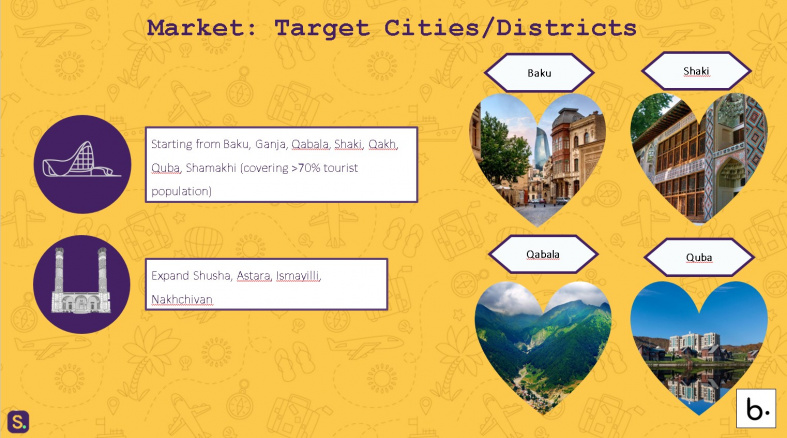 Market: Target Cities/Districts
Baku
Shaki
Starting from Baku, Ganja, Qabala, Shaki, Qakh,
Quba, Shamakhi (covering >70% tourist
population)
Qabala
Quba
Expand Shusha, Astara, Ismayilli,
Nakhchivan
S.
b.